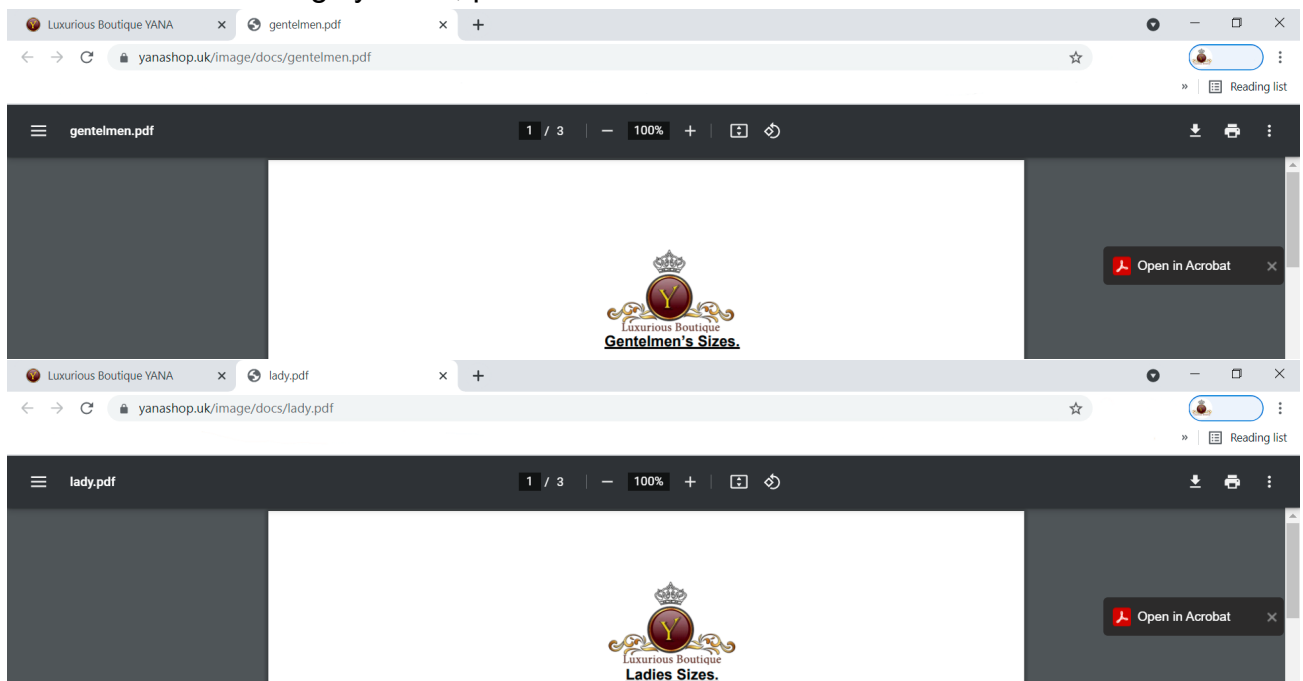 Luxurious Boutique YANA gentelmen.pdf
yanashop.uk/image/docs/gentelmen.pdf
» Reading list
gentelmen.pdf 1 / 3 | − 100% + |
Open in Acrobat ×
Y
Luxurious Boutique
Gentelmen's Sizes.
Luxurious Boutique YANA lady.pdf
yanashop.uk/image/docs/lady.pdf
» Reading list
lady.pdf 1 / 3 | − 100% + |
Open in Acrobat ×
Y
Luxurious Boutique
Ladies Sizes.